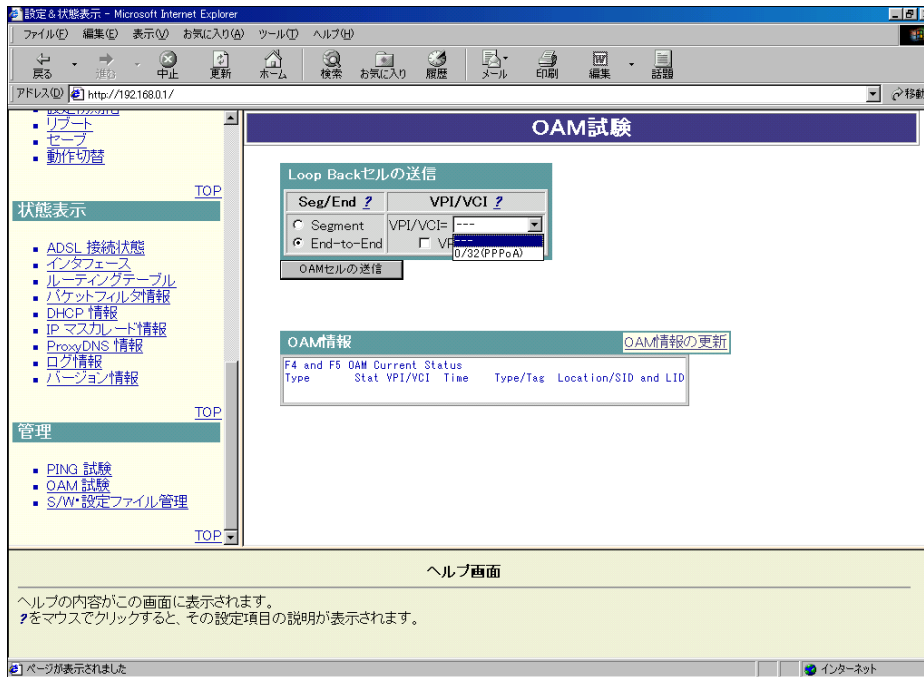 設定&状態表示 - Microsoft Internet Explorer
ファイル(F) 編集(E) 表示(V) お気に入り(A) ツール(T) ヘルプ(H)
戻る 進む 中止 更新 ホーム 検索 お気に入り 履歴 メール 印刷 編集 話題
アドレス(D) http://192.168.0.1/ 移動
リブート
セーブ
動作切替
TOP
状態表示
ADSL 接続状態
インタフェース
ルーティングテーブル
パケットフィルタ情報
DHCP 情報
IP マスカレード情報
ProxyDNS 情報
ログ情報
バージョン情報
TOP
管理
PING 試験
OAM 試験
S/W・設定ファイル管理
TOP
OAM試験
Loop Backセルの送信
Seg/End ? VPI/VCI ?
Segment VPI/VCI= ---
End-to-End
---
0/32(PPPoA)
OAMセルの送信
OAM情報 OAM情報の更新
F4 and F5 OAM Current Status
Type Stat VPI/VCI Time Type/Tag Location/SID and LID
ヘルプ画面
ヘルプの内容がこの画面に表示されます。
?をマウスでクリックすると、その設定項目の説明が表示されます。
ページが表示されました インターネット